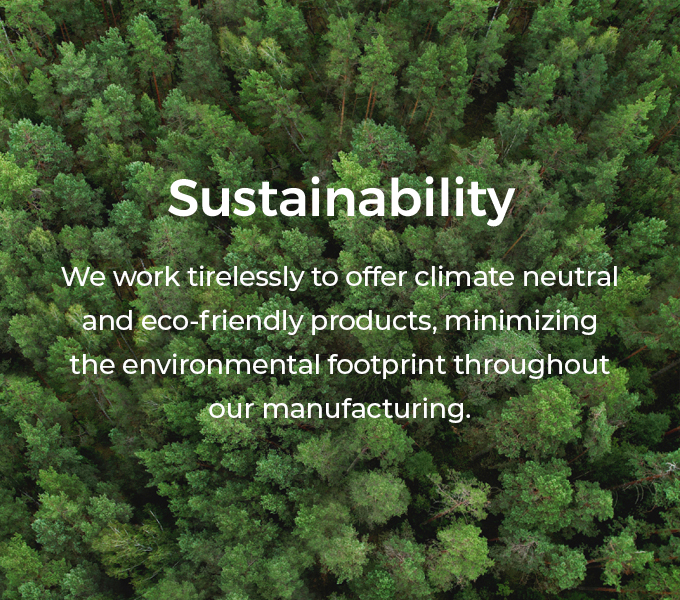 Sustainability
We work tirelessly to offer climate neutral
and eco-friendly products, minimizing
the environmental footprint throughout
our manufacturing.